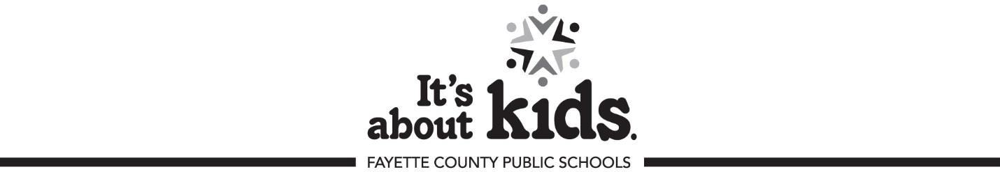 It's
about kids.
FAYETTE COUNTY PUBLIC SCHOOLS